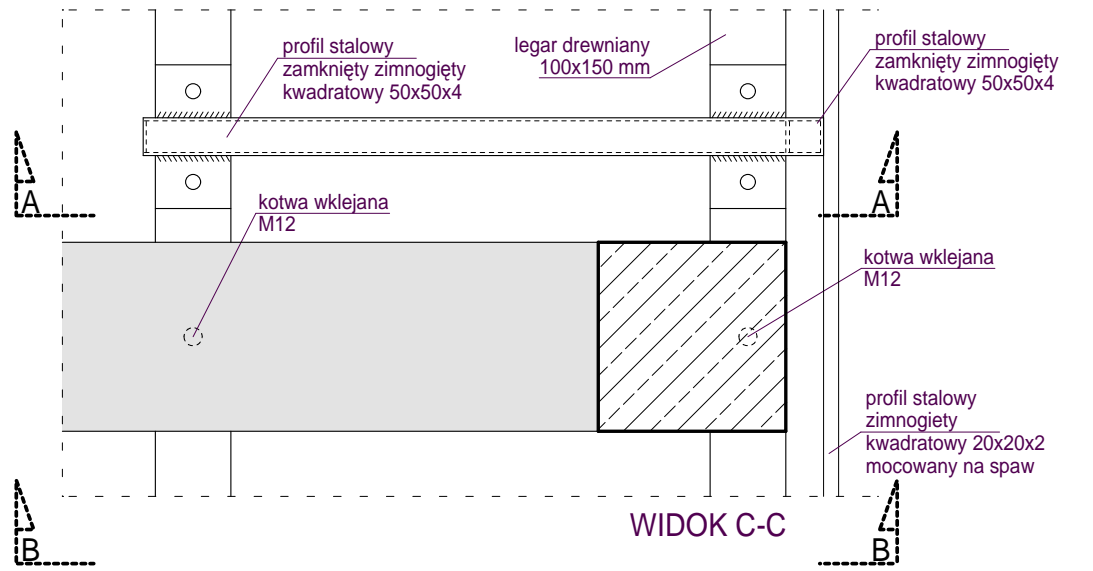 profil stalowy
zamknięty zimnogięty
kwadratowy 50x50x4
legar drewniany
100x150 mm
profil stalowy
zamknięty zimnogięty
kwadratowy 50x50x4
A
A
kotwa wklejana
M12
kotwa wklejana
M12
profil stalowy
zimnogiety
kwadratowy 20x20x2
mocowany na spaw
WIDOK C-C
B
B